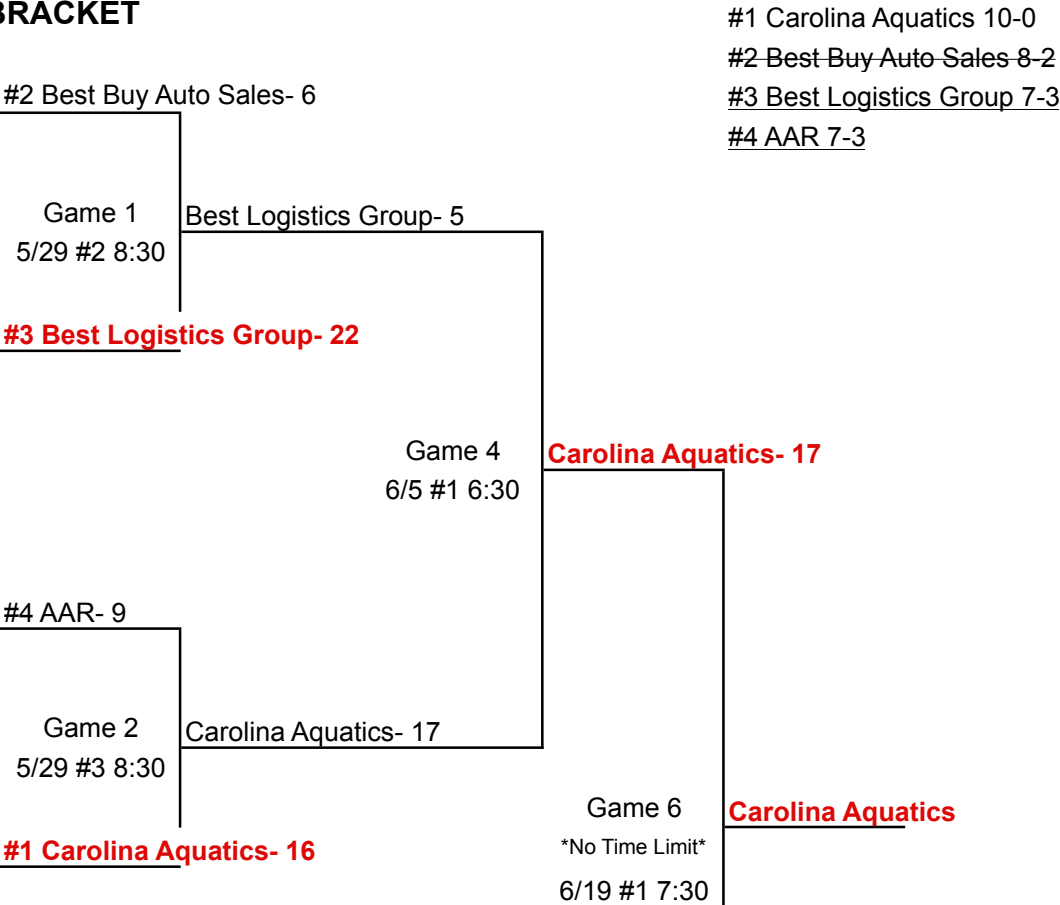 BRACKET
#1 Carolina Aquatics 10-0
#2 Best Buy Auto Sales 8-2
#3 Best Logistics Group 7-3
#4 AAR 7-3
#2 Best Buy Auto Sales- 6
Game 1
5/29 #2 8:30
Best Logistics Group- 5
#3 Best Logistics Group- 22
Game 4
6/5 #1 6:30
Carolina Aquatics- 17
#4 AAR- 9
Game 2
5/29 #3 8:30
Carolina Aquatics- 17
#1 Carolina Aquatics- 16
Game 6
*No Time Limit*
6/19 #1 7:30
Carolina Aquatics